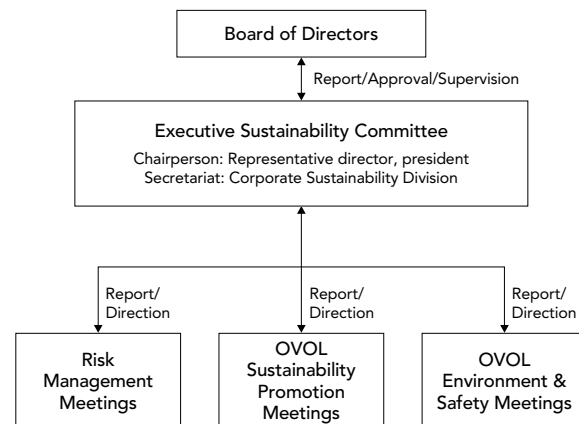 Board of Directors
Report/Approval/Supervision
Executive Sustainability Committee
Chairperson: Representative director, president
Secretariat: Corporate Sustainability Division
Report/
Direction
Report/
Direction
Report/
Direction
Risk
Management
Meetings
OVOL
Sustainability
Promotion
Meetings
OVOL
Environment &
Safety Meetings